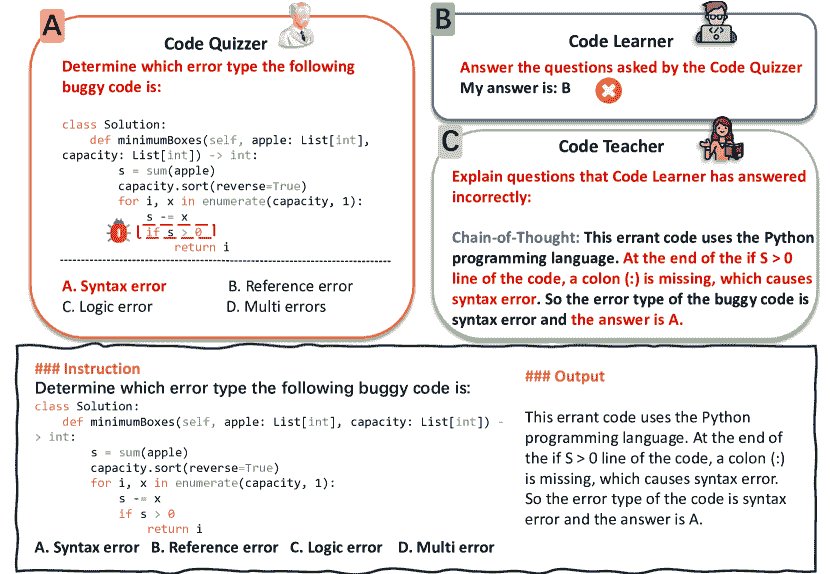 A
Code Quizzer
Determine which error type the following
buggy code is:
class Solution:
    def minimumBoxes(self, apple: List[int],
capacity: List[int]) -> int:
        s = sum(apple)
        capacity.sort(reverse=True)
        for i, x in enumerate(capacity, 1):
            s -= x
            if s > 0
                return i
A. Syntax error B. Reference error
C. Logic error D. Multi errors
B
Code Learner
Answer the questions asked by the Code Quizzer
My answer is: B
C
Code Teacher
Explain questions that Code Learner has answered
incorrectly:
Chain-of-Thought: This errant code uses the Python
programming language. At the end of the if S > 0
line of the code, a colon (:) is missing, which causes
syntax error. So the error type of the buggy code is
syntax error and the answer is A.
### Instruction
Determine which error type the following buggy code is:
class Solution:
    def minimumBoxes(self, apple: List[int], capacity: List[int]) -
> int:
        s = sum(apple)
        capacity.sort(reverse=True)
        for i, x in enumerate(capacity, 1):
            s -= x
            if s > 0
                return i
A. Syntax error B. Reference error C. Logic error D. Multi error
### Output
This errant code uses the Python
programming language. At the end of
the if S > 0 line of the code, a colon (:)
is missing, which causes syntax error.
So the error type of the code is syntax
error and the answer is A.